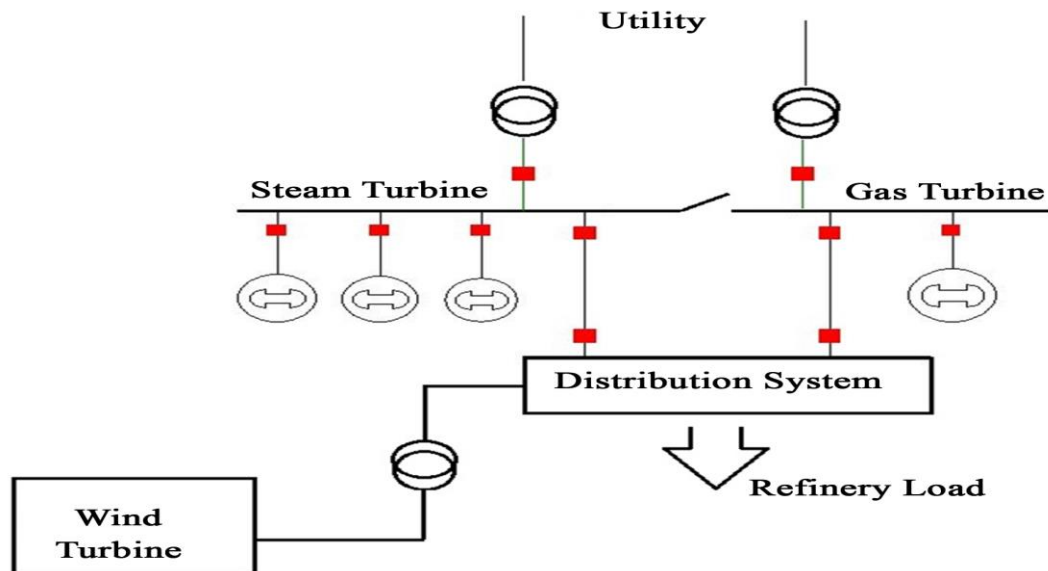 Utility
Steam Turbine
Gas Turbine
Distribution System
Refinery Load
Wind
Turbine